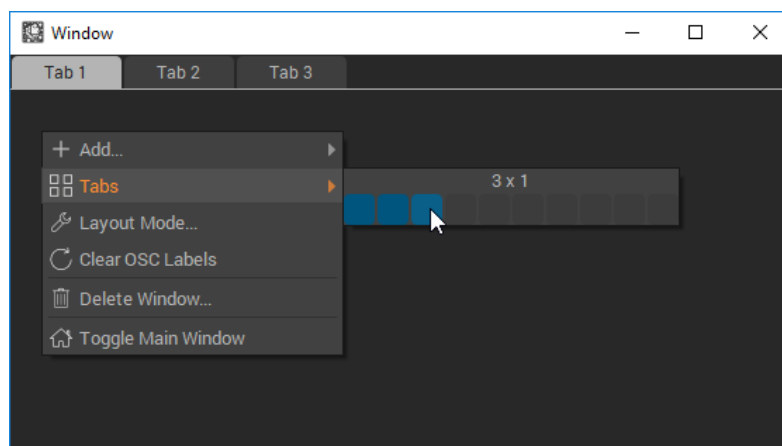 Window
Tab 1 Tab 2 Tab 3
Add...
Tabs
3 x 1
Layout Mode...
Clear OSC Labels
Delete Window...
Toggle Main Window